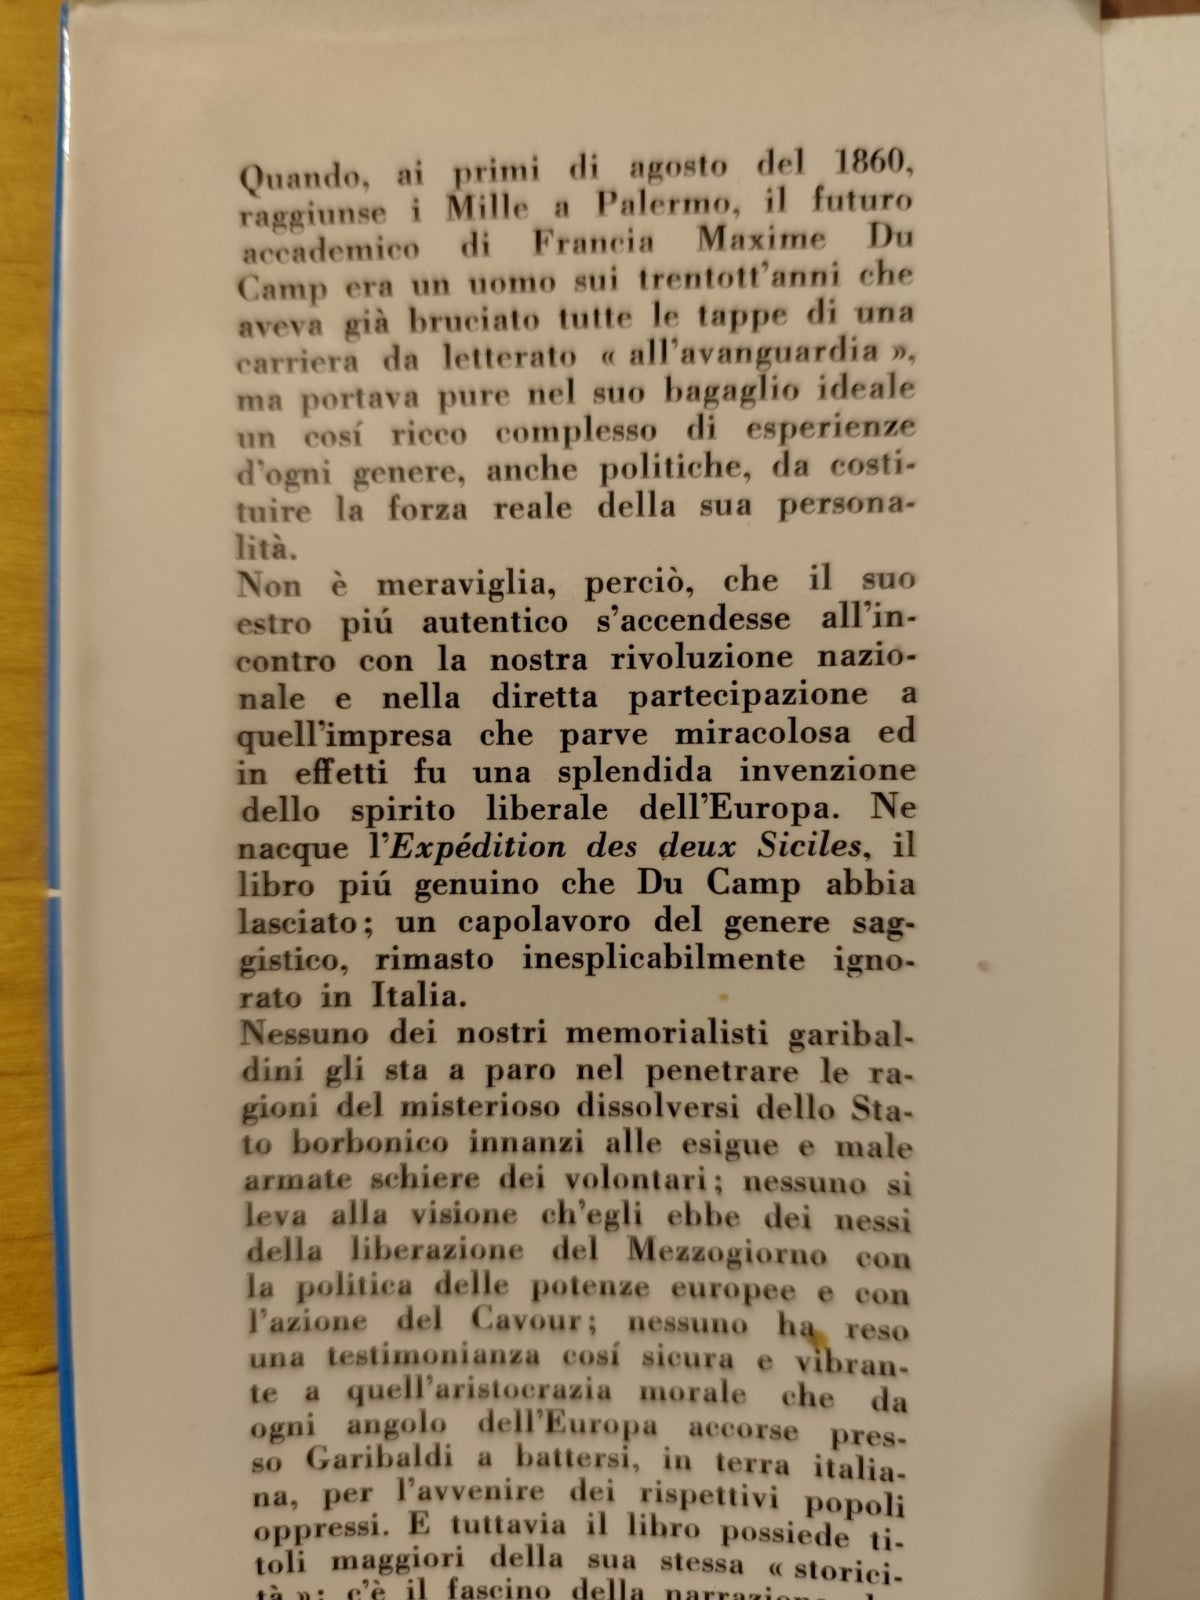 Quando, ai primi di agosto del 1860,
raggiunse i Mille a Palermo, il futuro
accademico di Francia Maxime Du
Camp era un uomo sui trentott'anni che
aveva già bruciato tutte le tappe di una
carriera da letterato « all'avanguardia »,
ma portava pure nel suo bagaglio ideale
un cosí ricco complesso di esperienze
d'ogni genere, anche politiche, da costi-
tuire la forza reale della sua persona-
lità.
Non è meraviglia, perciò, che il suo
estro piú autentico s'accendesse all'in-
contro con la nostra rivoluzione nazio-
nale e nella diretta partecipazione a
quell'impresa che parve miracolosa ed
in effetti fu una splendida invenzione
dello spirito liberale dell'Europa. Ne
nacque l'Expédition des deux Siciles, il
libro piú genuino che Du Camp abbia
lasciato; un capolavoro del genere sag-
gistico, rimasto inesplicabilmente igno-
rato in Italia.
Nessuno dei nostri memorialisti garibal-
dini gli sta a paro nel penetrare le ra-
gioni del misterioso dissolversi dello Sta-
to borbonico innanzi alle esigue e male
armate schiere dei volontari; nessuno si
leva alla visione ch'egli ebbe dei nessi
della liberazione del Mezzogiorno con
la politica delle potenze europee e con
l'azione del Cavour; nessuno ha reso
una testimonianza cosí sicura e vibran-
te a quell'aristocrazia morale che da
ogni angolo dell'Europa accorse pres-
so Garibaldi a battersi, in terra italia-
na, per l'avvenire dei rispettivi popoli
oppressi. E tuttavia il libro possiede ti-
toli maggiori della sua stessa « storici-
tà »: c'è il fascino della narrazione